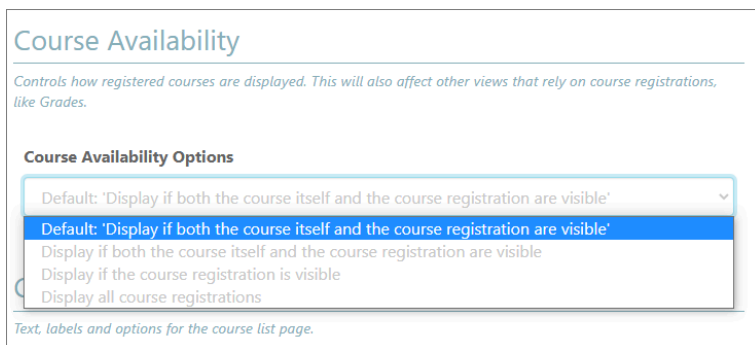 Course Availability
Controls how registered courses are displayed. This will also affect other views that rely on course registrations,
like Grades.
Course Availability Options
Default: 'Display if both the course itself and the course registration are visible'
Default: 'Display if both the course itself and the course registration are visible'
Display if both the course itself and the course registration are visible
Display if the course registration is visible
Display all course registrations
Text, labels and options for the course list page.